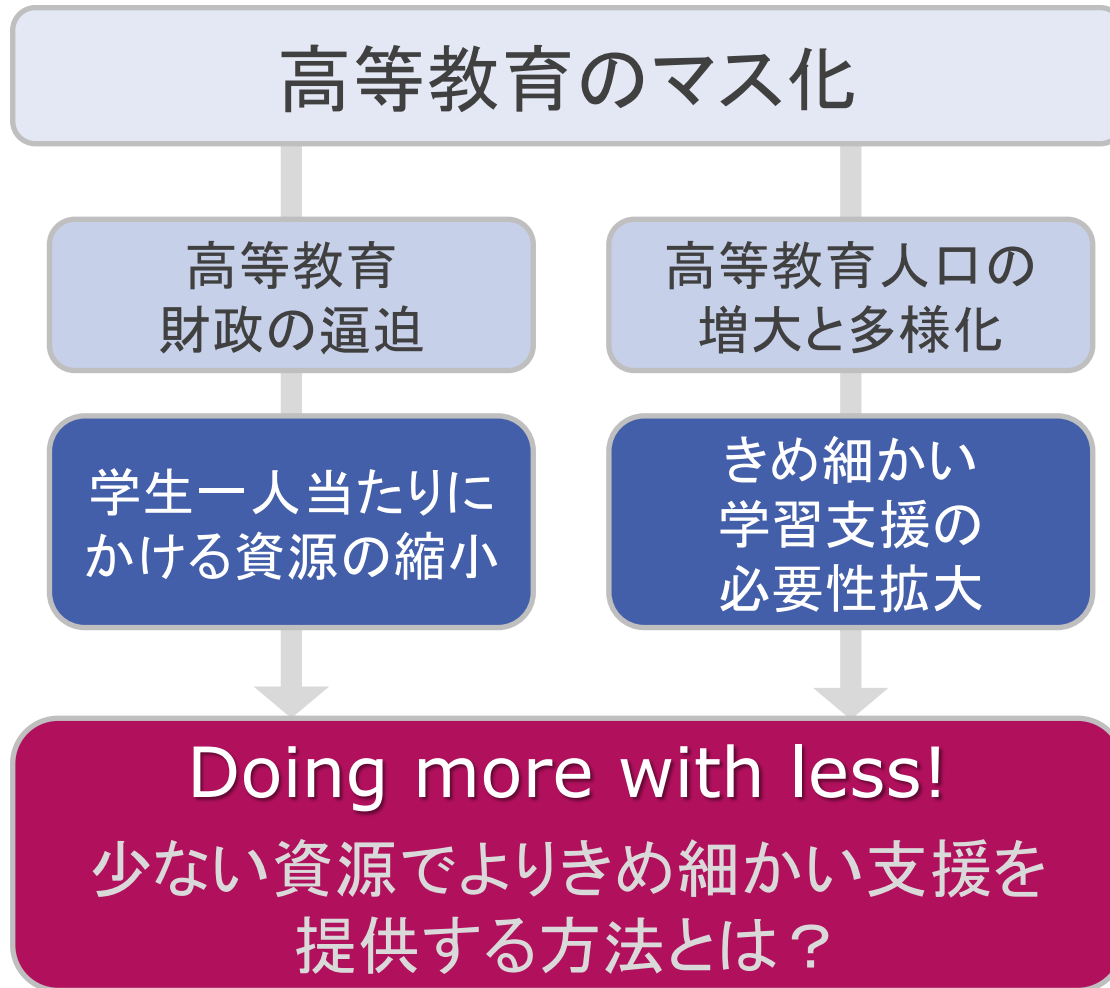 高等教育のマス化
高等教育
財政の逼迫
学生一人当たりに
かける資源の縮小
高等教育人口の
増大と多様化
きめ細かい
学習支援の
必要性拡大
Doing more with less!
少ない資源でよりきめ細かい支援を
提供する方法とは？